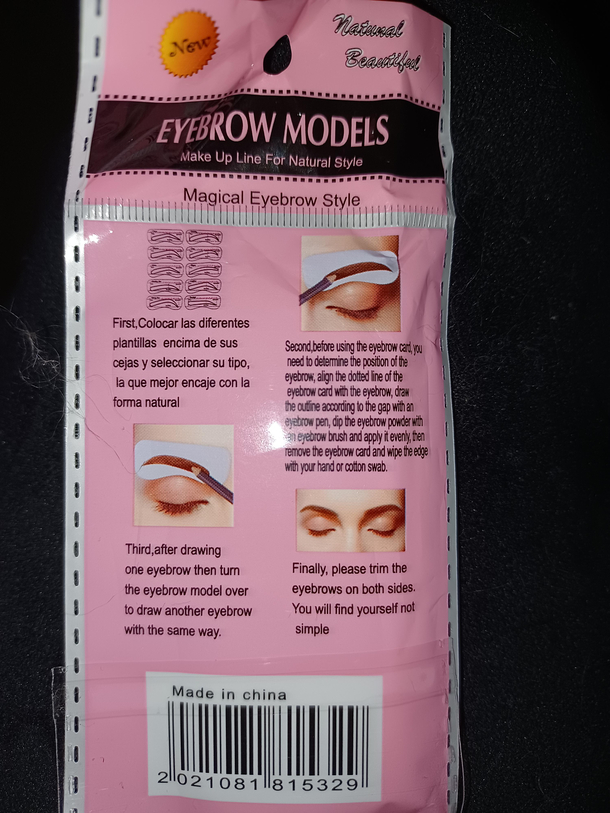 New
Natural
Beautiful
EYEBROW MODELS
Make Up Line For Natural Style
Magical Eyebrow Style
First,Colocar las diferentes
plantillas encima de sus
cejas y seleccionar su tipo,
la que mejor encaje con la
forma natural
Second,before using the eyebrow card, you
need to determine the position of the
eyebrow, align the dotted line of the
eyebrow card with the eyebrow, draw
the outline according to the gap with an
eyebrow pen, dip the eyebrow powder with
an eyebrow brush and apply it evenly, then
remove the eyebrow card and wipe the edge
with your hand or cotton swab.
Third,after drawing
one eyebrow then turn
the eyebrow model over
to draw another eyebrow
with the same way.
Finally, please trim the
eyebrows on both sides.
You will find yourself not
simple
Made in china
2 021081 815329